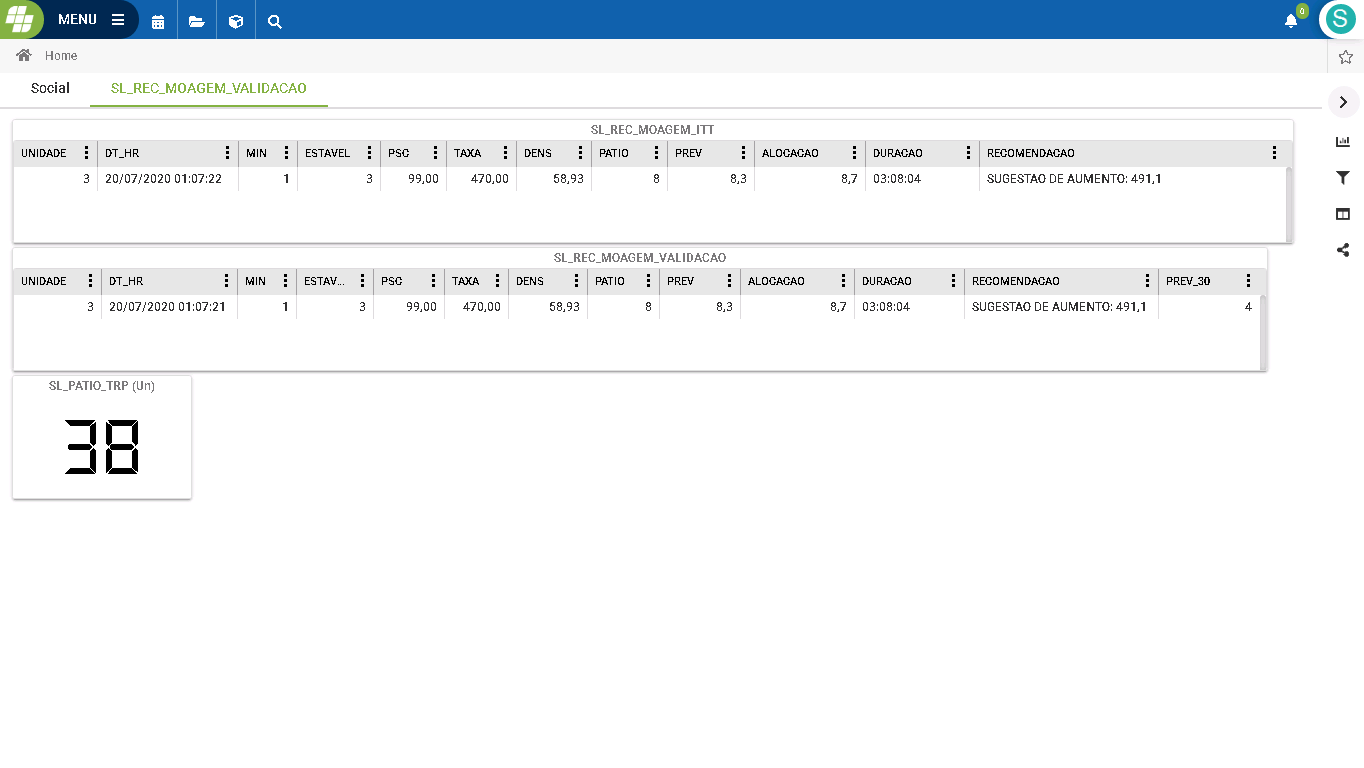 MENU
0
S
Home
Social SL_REC_MOAGEM_VALIDACAO
SL_REC_MOAGEM_ITT
UNIDADE DT_HR MIN ESTAVEL PSC TAXA DENS PATIO PREV ALOCACAO DURACAO RECOMENDACAO
3 20/07/2020 01:07:22 1 3 99,00 470,00 58,93 8 8,3 8,7 03:08:04 SUGESTAO DE AUMENTO: 491,1
SL_REC_MOAGEM_VALIDACAO
UNIDADE DT_HR MIN ESTAV... PSC TAXA DENS PATIO PREV ALOCACAO DURACAO RECOMENDACAO PREV_30
3 20/07/2020 01:07:21 1 3 99,00 470,00 58,93 8 8,3 8,7 03:08:04 SUGESTAO DE AUMENTO: 491,1 4
SL_PATIO_TRP (Un)
38